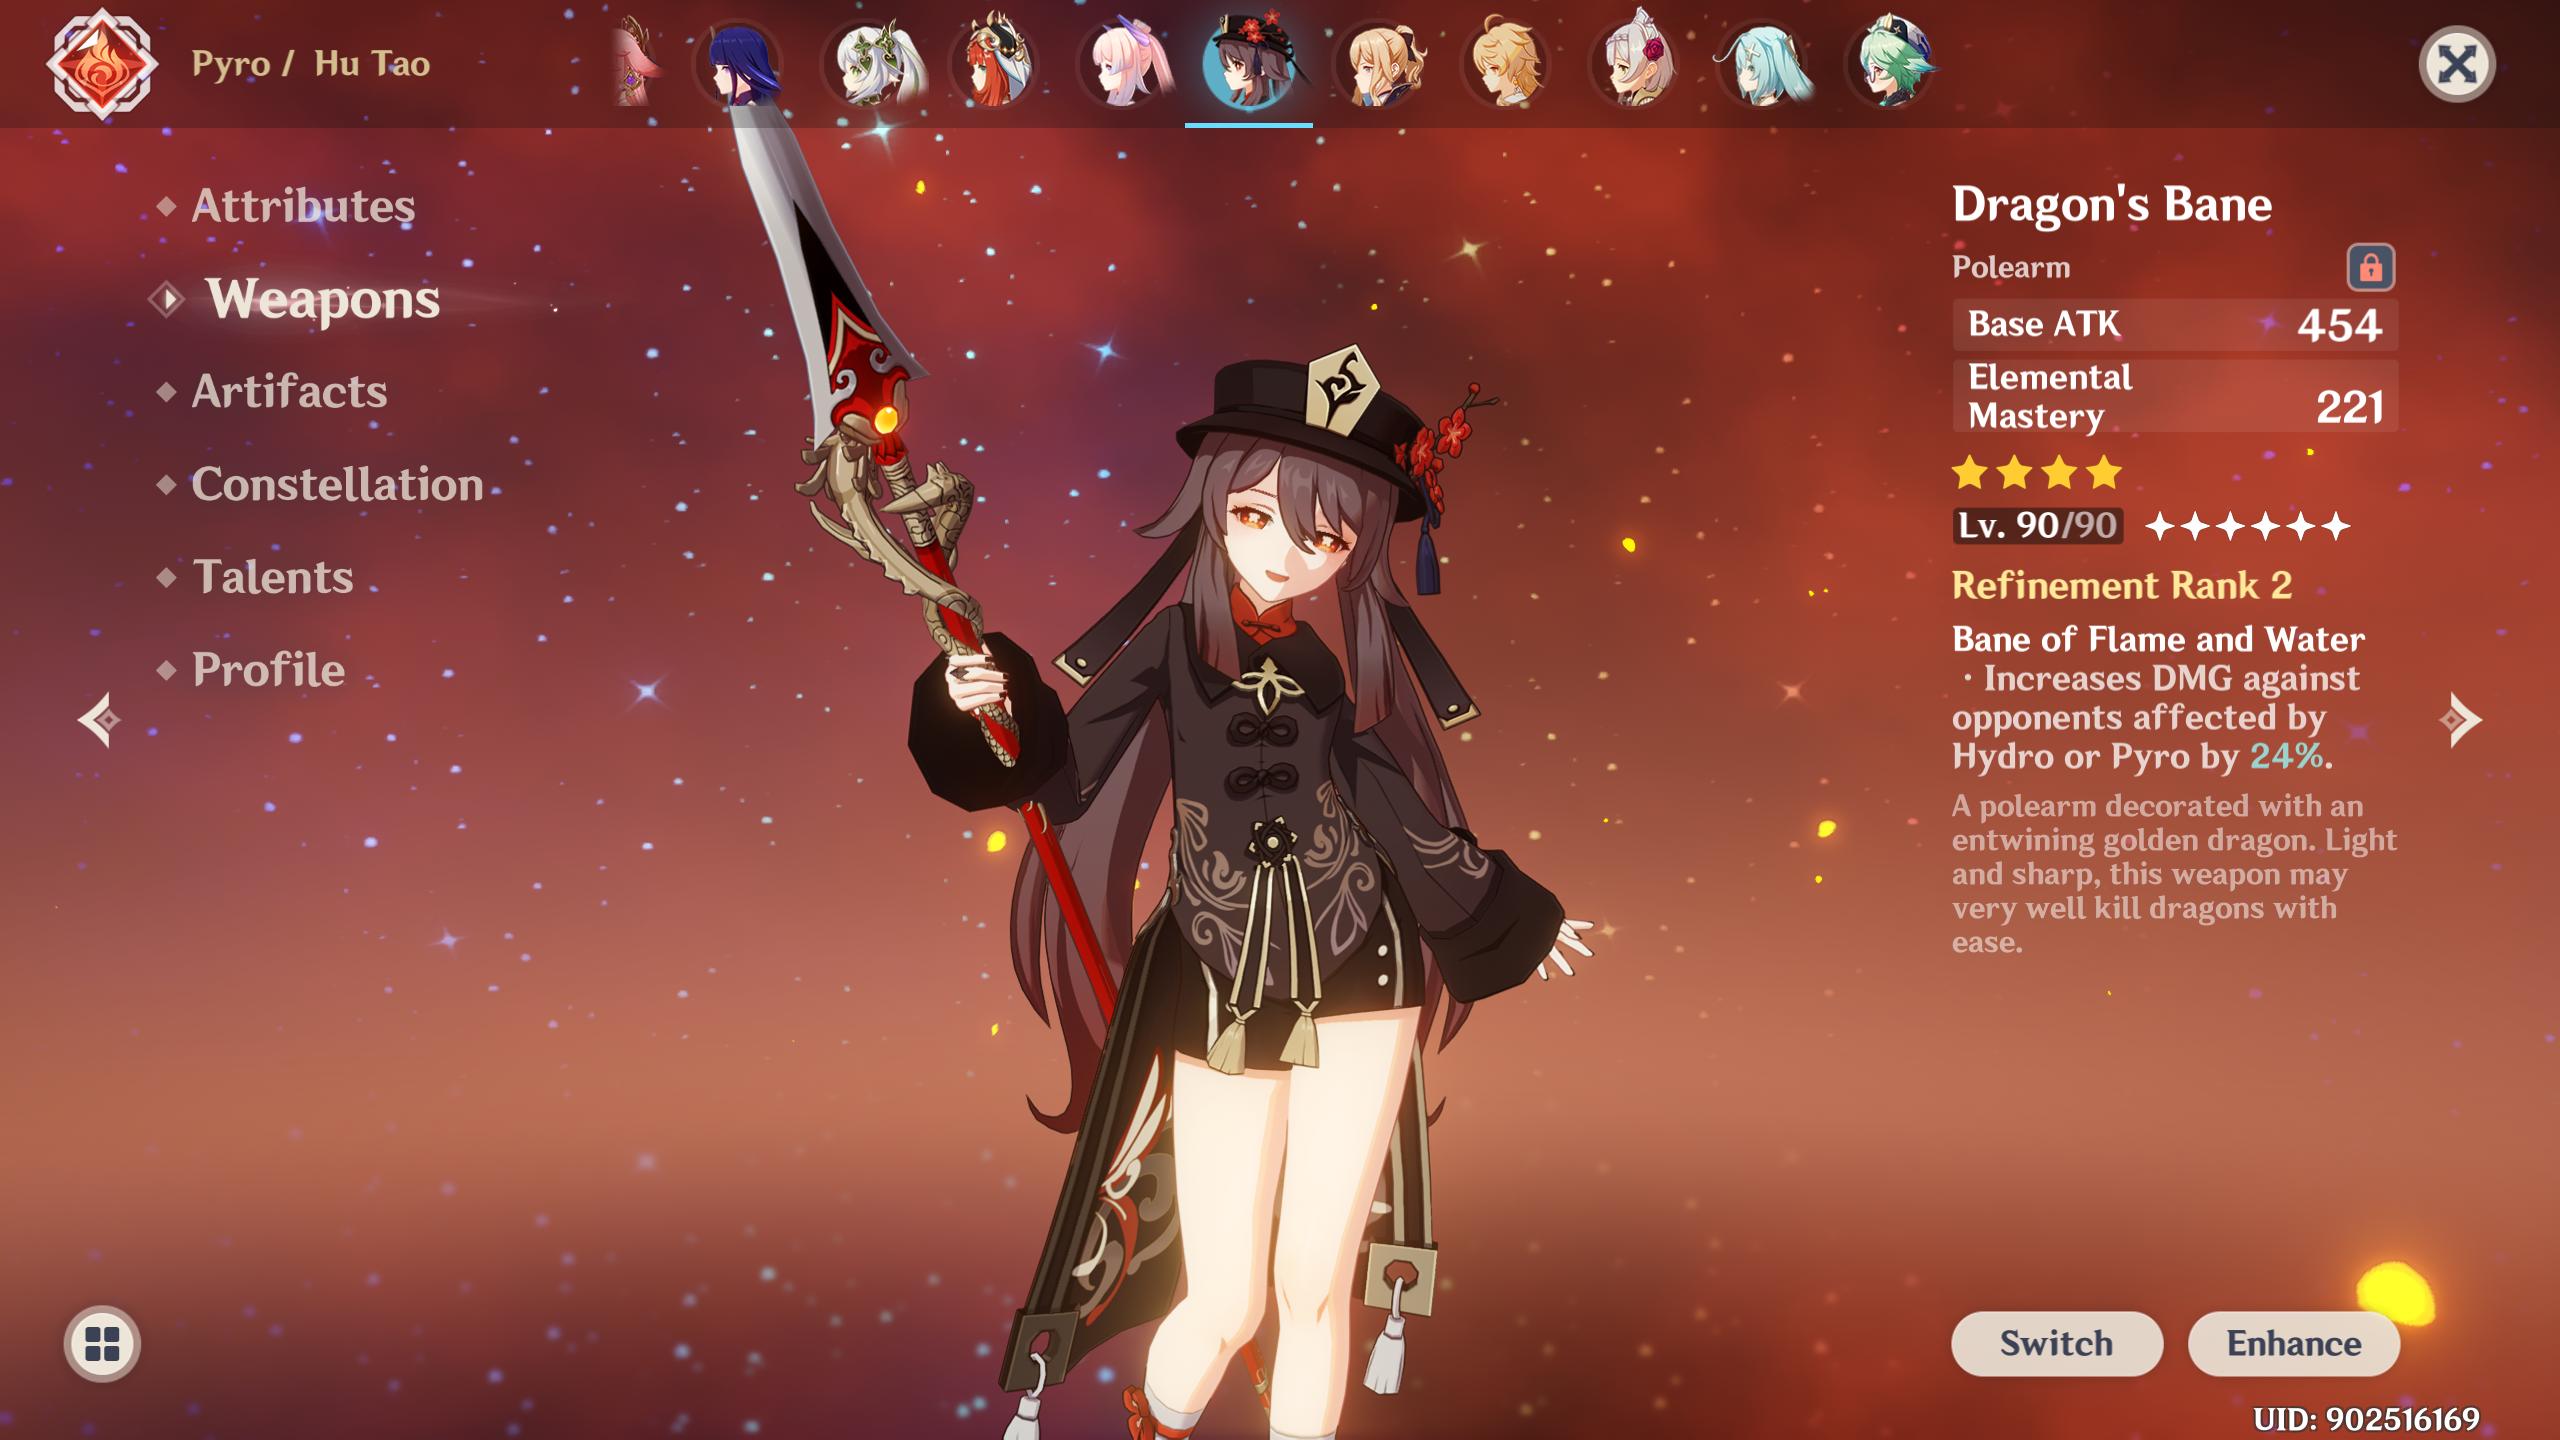 Pyro / Hu Tao
Attributes
Weapons
Artifacts
Constellation
Talents
Profile
Dragon's Bane
Polearm
Base ATK 454
Elemental
Mastery 221
Lv. 90/90
Refinement Rank 2
Bane of Flame and Water
· Increases DMG against
opponents affected by
Hydro or Pyro by 24%.
A polearm decorated with an
entwining golden dragon. Light
and sharp, this weapon may
very well kill dragons with
ease.
Switch Enhance
UID: 902516169